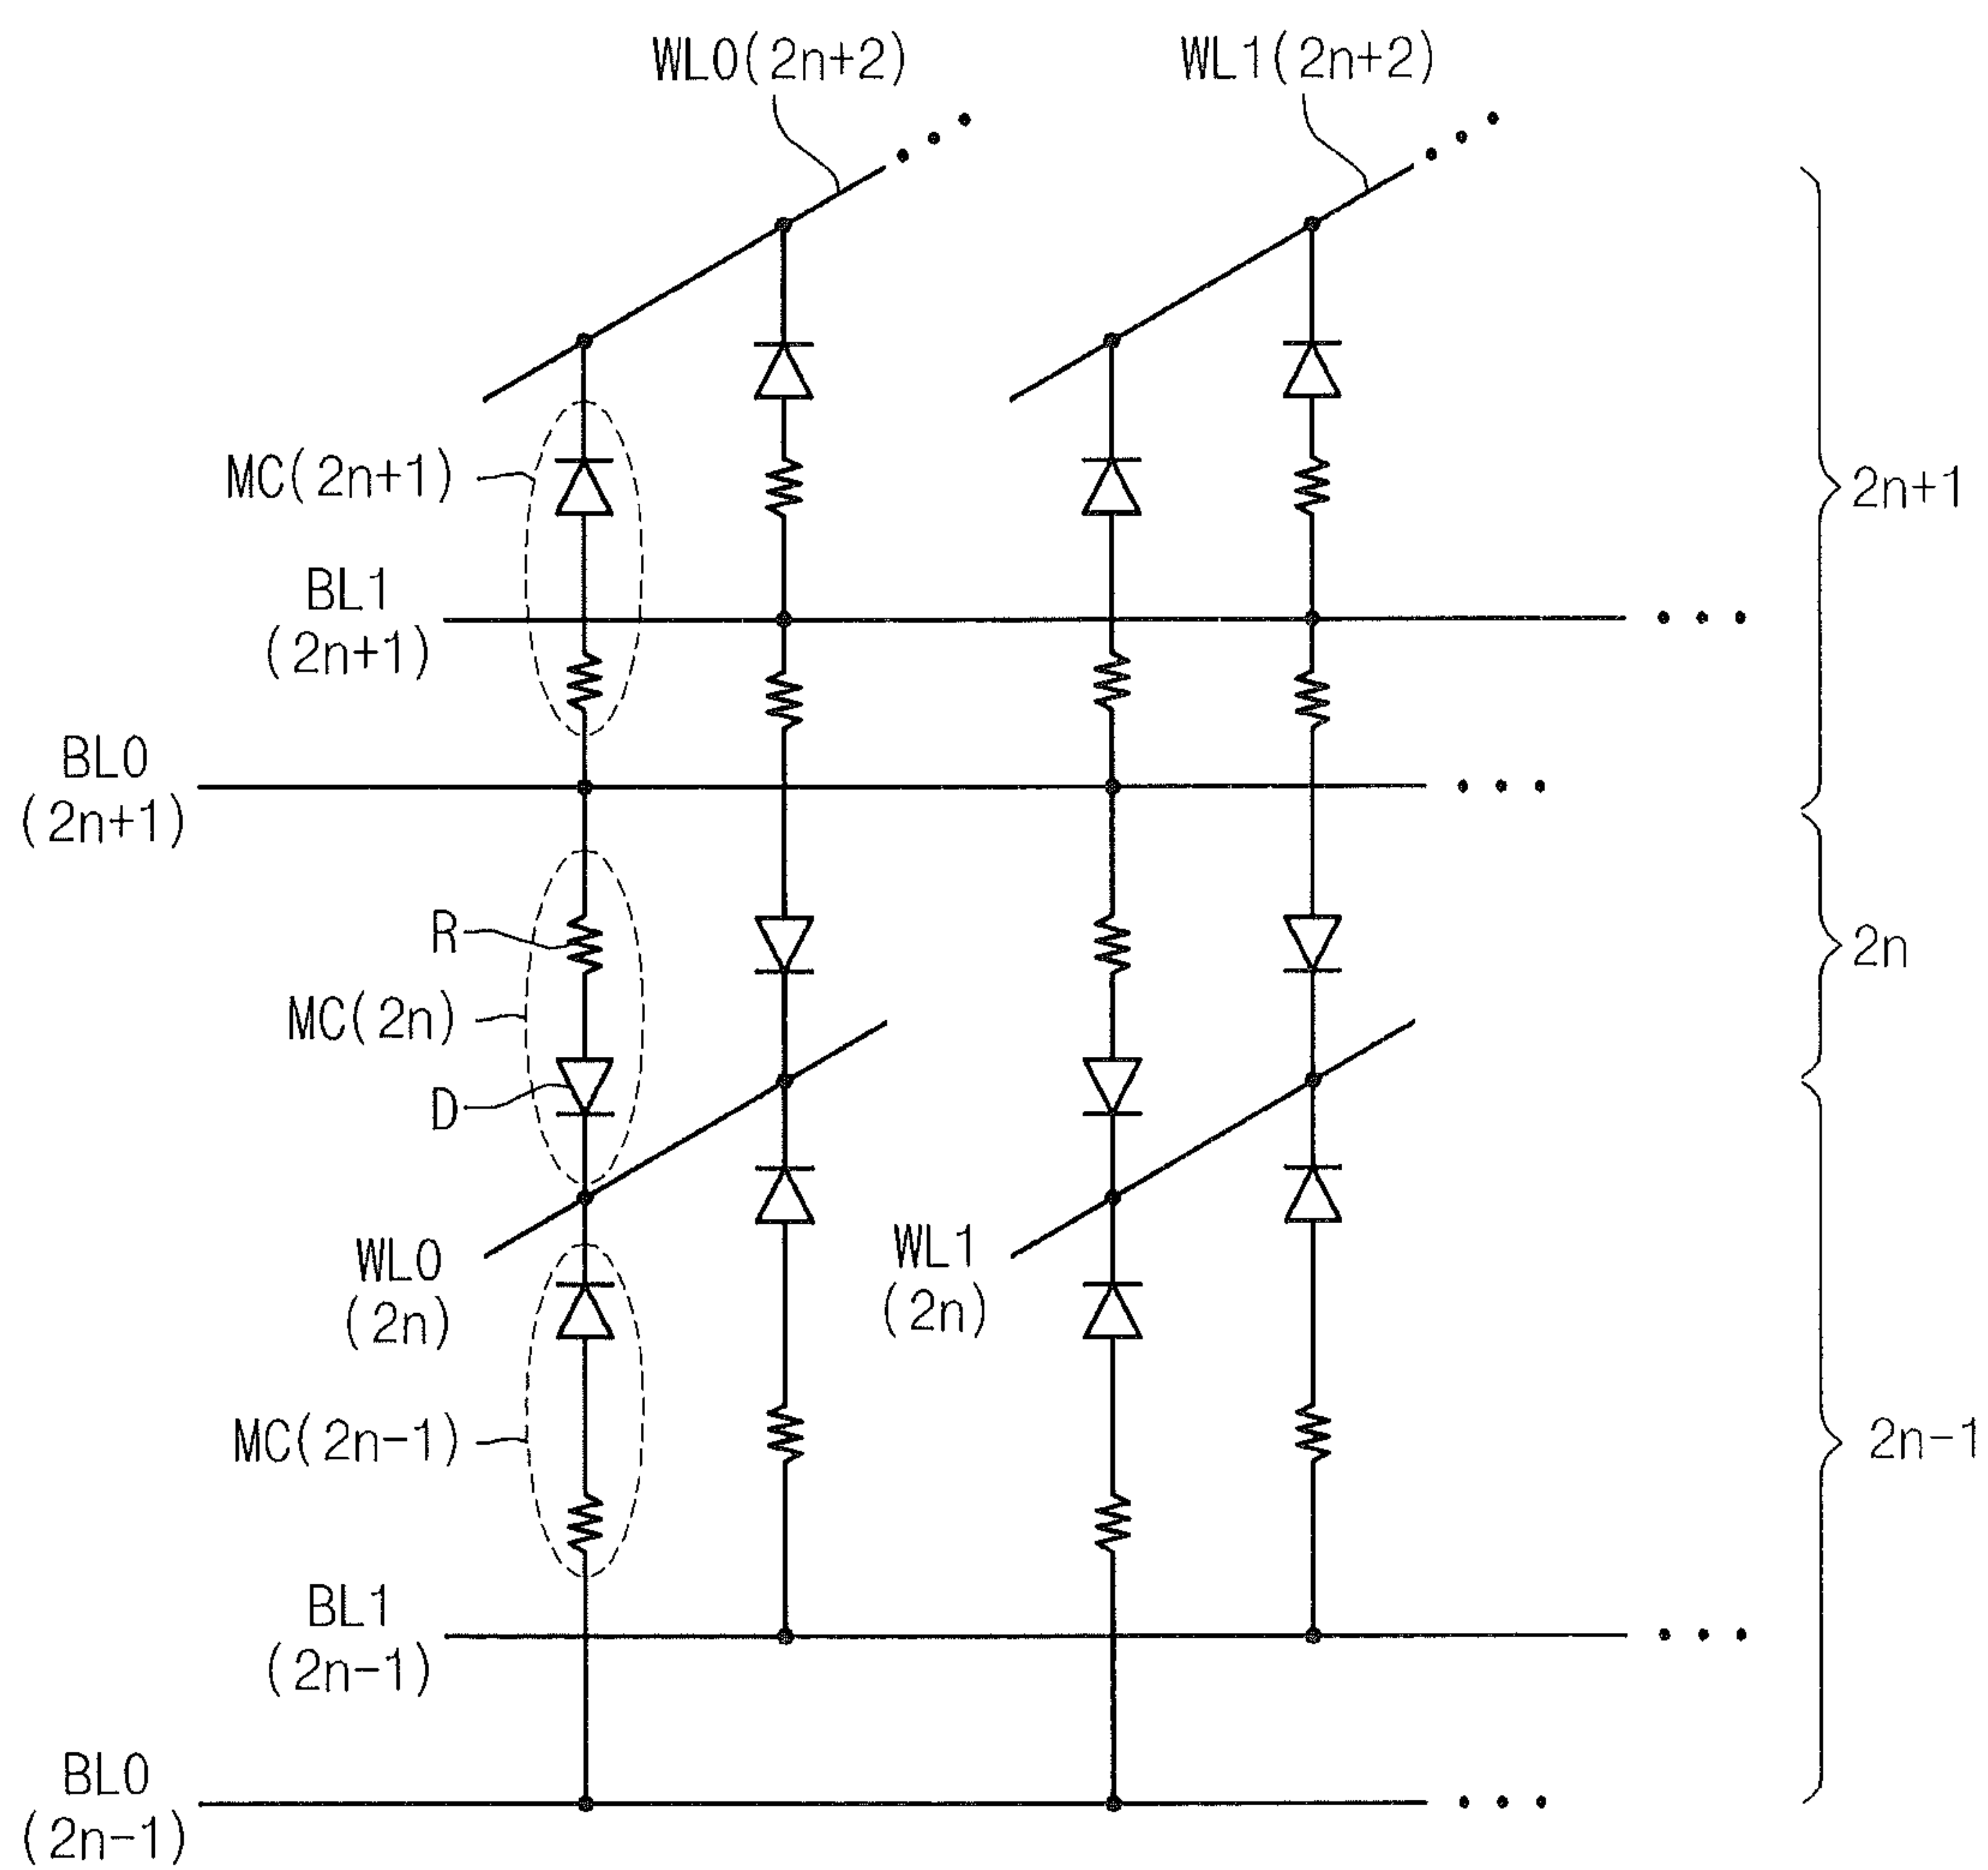 WL0(2n+2)
WL1(2n+2)
MC(2n+1)
2n+1
BL1
(2n+1)
BL0
(2n+1)
R
2n
MC(2n)
D
WL0
(2n)
WL1
(2n)
MC(2n-1)
2n-1
BL1
(2n-1)
BL0
(2n-1)